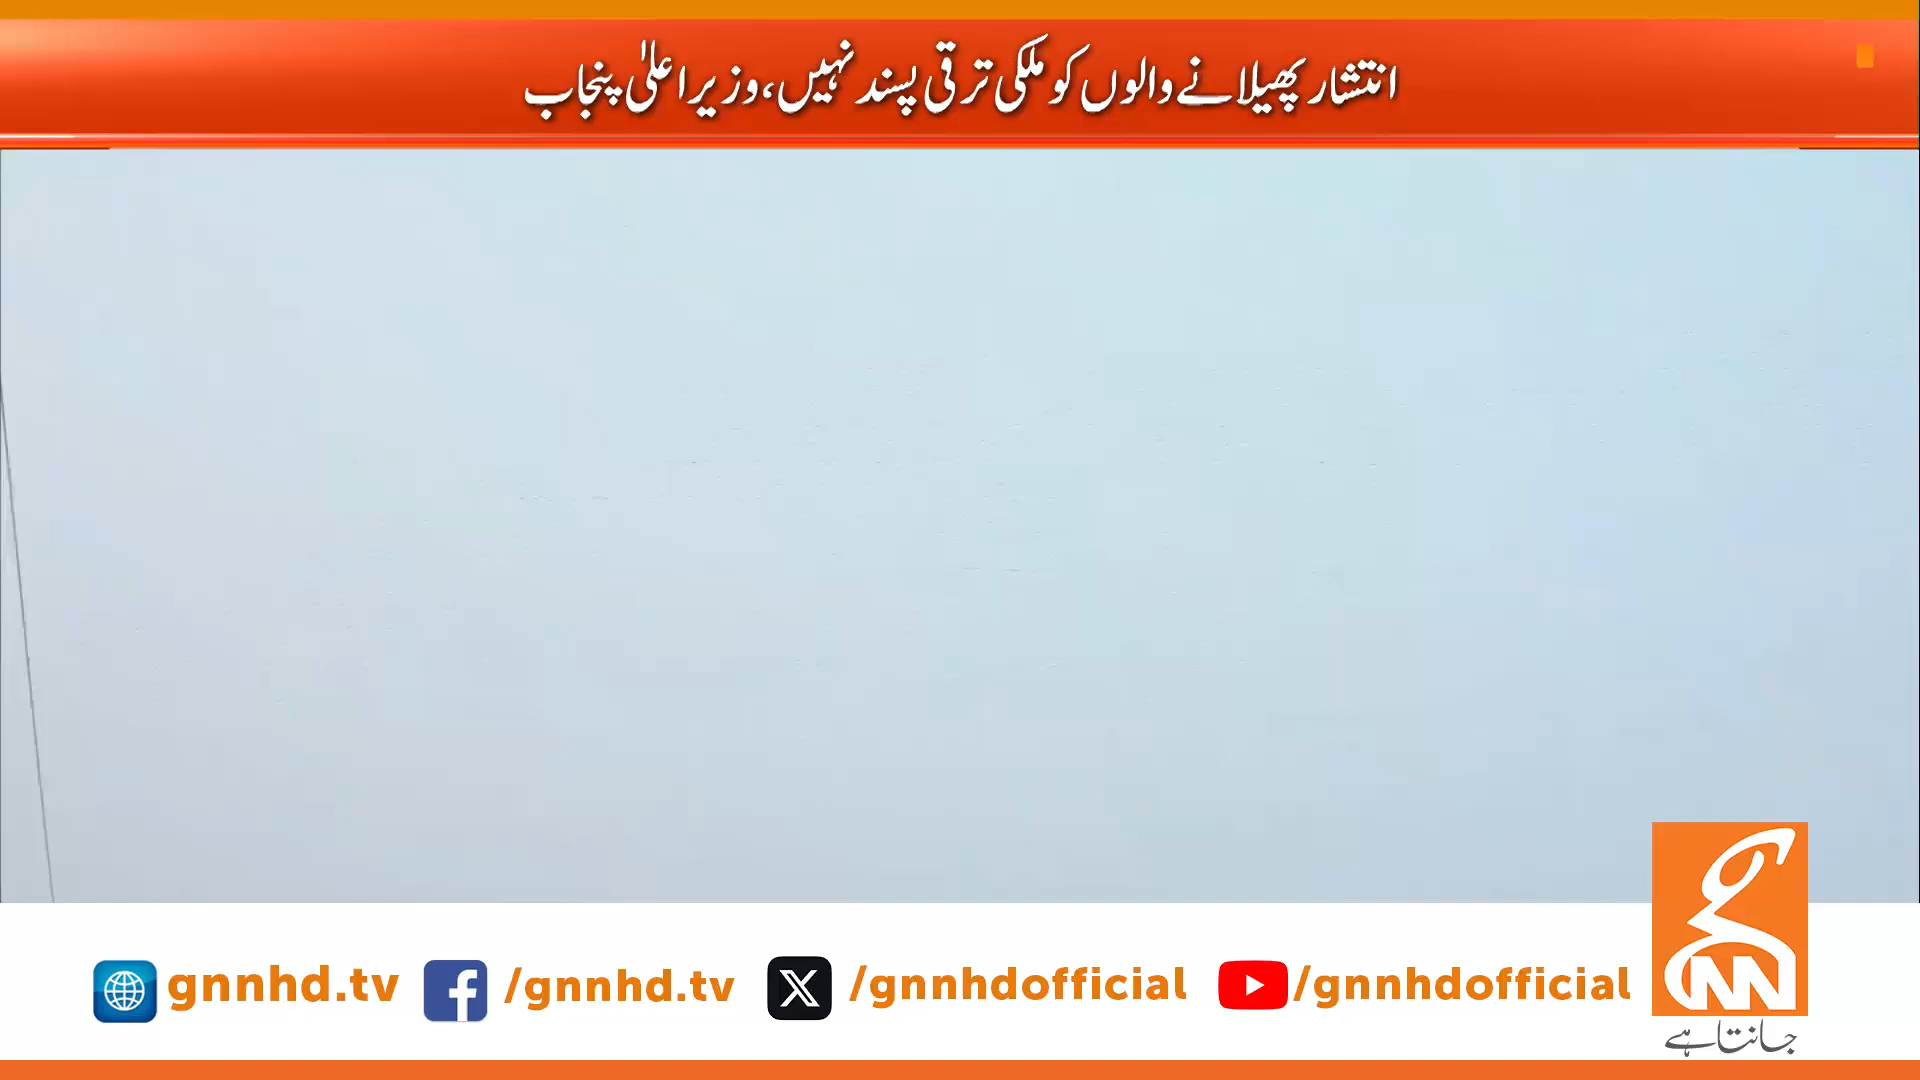 انتشار پھیلانے والوں کو ملکی ترقی پسند نہیں، وزیراعلیٰ پنجاب
gnnhd.tv /gnnhd.tv /gnnhdofficial /gnnhdofficial
GNN
جانتا ہے